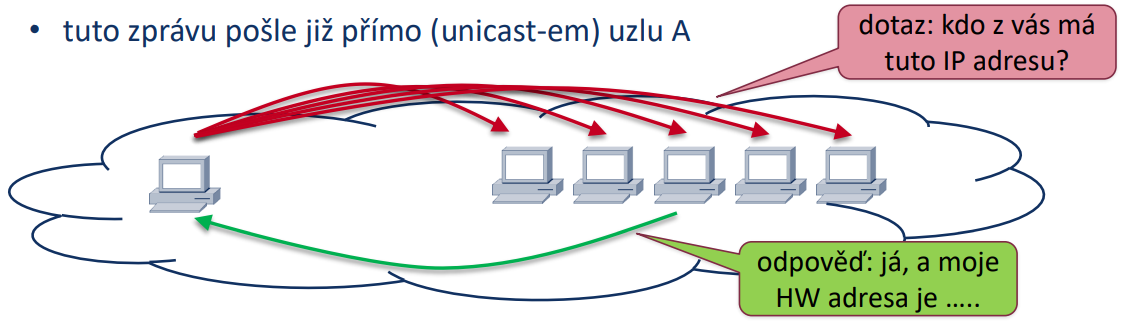 • tuto zprávu pošle již přímo (unicast-em) uzlu A
dotaz: kdo z vás má
tuto IP adresu?
odpověď: já, a moje
HW adresa je .....